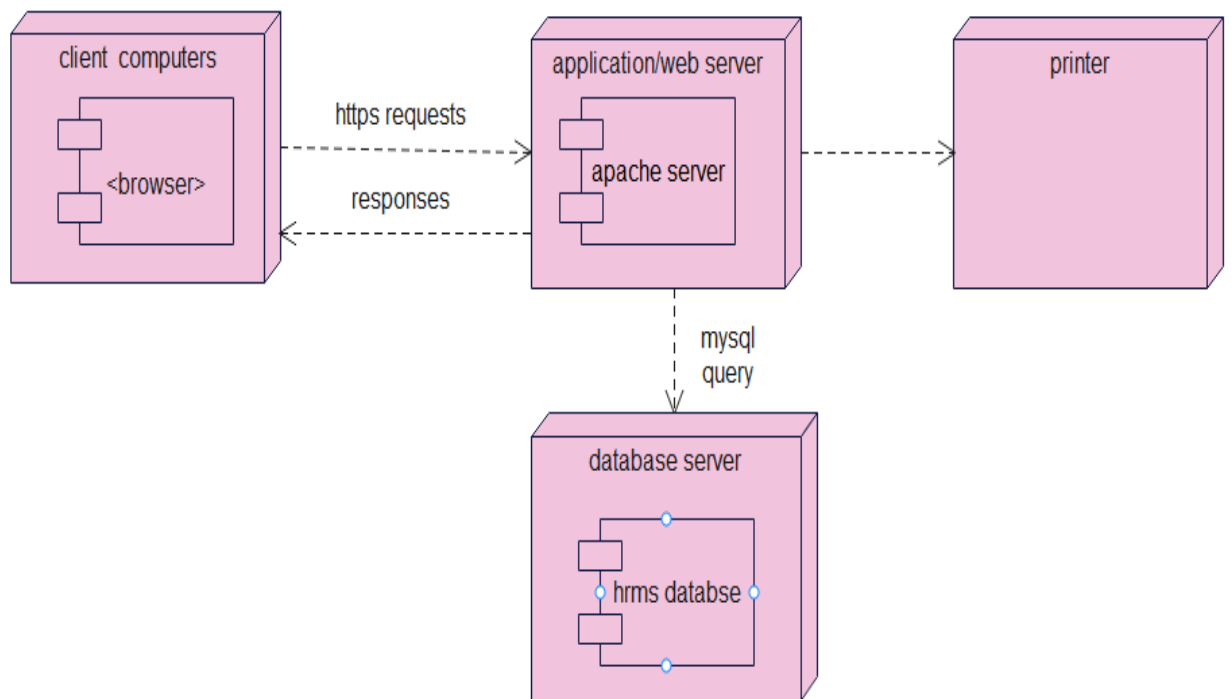 client  computers
<browser>
https requests
responses
application/web server
apache server
printer
mysql
query
database server
hrms databse